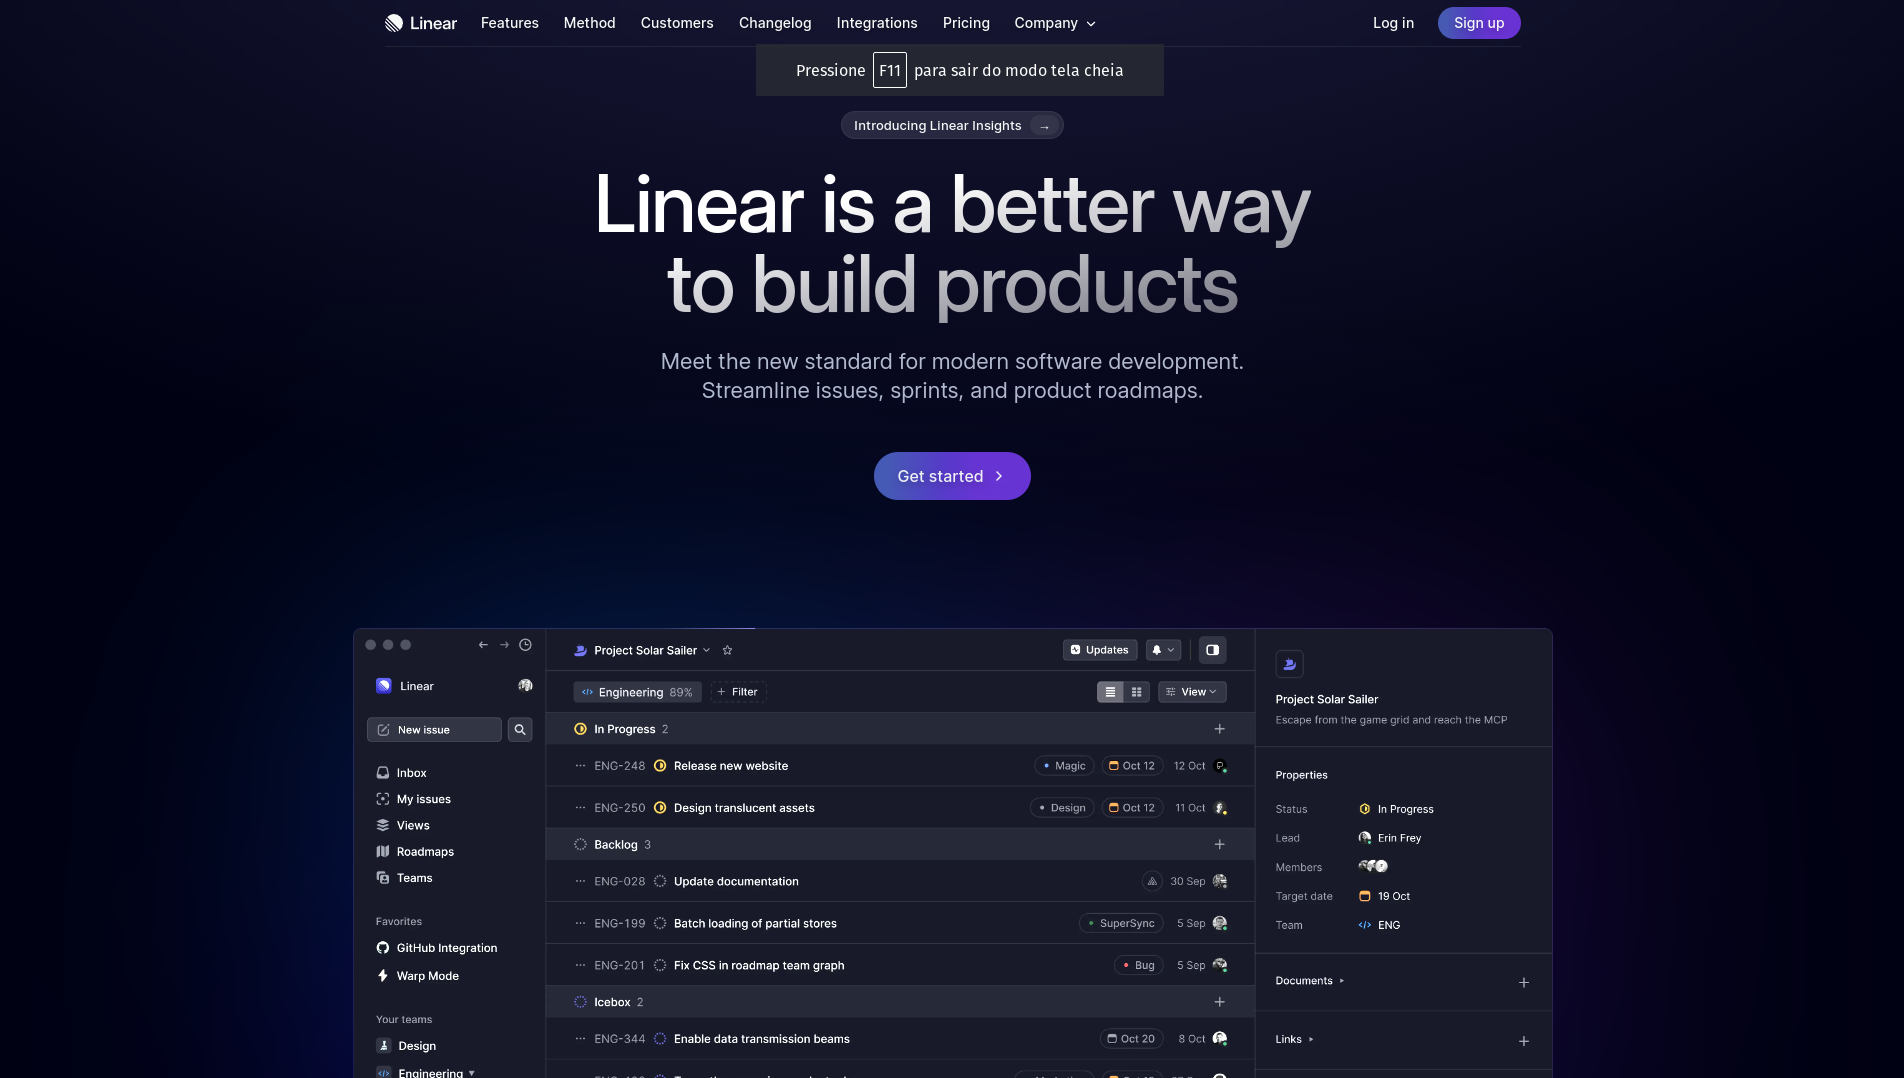 Linear Features Method Customers Changelog Integrations Pricing Company Log in Sign up
Pressione F11 para sair do modo tela cheia
Introducing Linear Insights →
Linear is a better way
to build products
Meet the new standard for modern software development.
Streamline issues, sprints, and product roadmaps.
Get started
Linear
New issue
Inbox
My issues
Views
Roadmaps
Teams
Favorites
GitHub Integration
Warp Mode
Your teams
Design
Engineering
Project Solar Sailer
Updates
Engineering 89%
Filter
View
In Progress 2
ENG-248 Release new website Magic Oct 12 12 Oct
ENG-250 Design translucent assets Design Oct 12 11 Oct
Backlog 3
ENG-028 Update documentation 30 Sep
ENG-199 Batch loading of partial stores SuperSync 5 Sep
ENG-201 Fix CSS in roadmap team graph Bug 5 Sep
Icebox 2
ENG-344 Enable data transmission beams Oct 20 8 Oct
Project Solar Sailer
Escape from the game grid and reach the MCP
Properties
Status In Progress
Lead Erin Frey
Members
Target date 19 Oct
Team ENG
Documents
Links